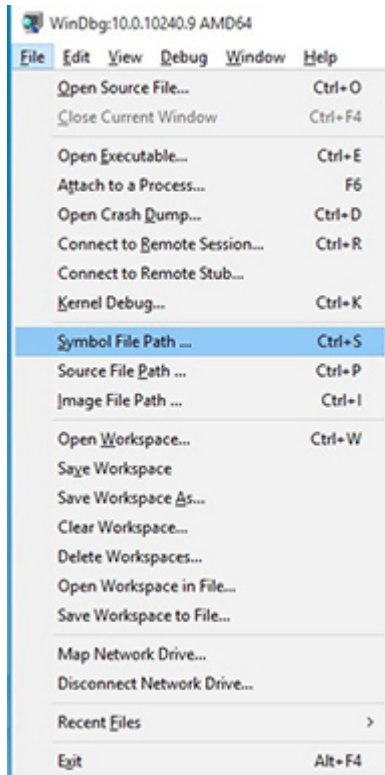 WinDbg:10.0.10240.9 AMD64
File Edit View Debug Window Help
Open Source File... Ctrl+O
Close Current Window Ctrl+F4
Open Executable... Ctrl+E
Attach to a Process... F6
Open Crash Dump... Ctrl+D
Connect to Remote Session... Ctrl+R
Connect to Remote Stub...
Kernel Debug... Ctrl+K
Symbol File Path ... Ctrl+S
Source File Path ... Ctrl+P
Image File Path ... Ctrl+I
Open Workspace... Ctrl+W
Save Workspace
Save Workspace As...
Clear Workspace...
Delete Workspaces...
Open Workspace in File...
Save Workspace to File...
Map Network Drive...
Disconnect Network Drive...
Recent Files
Exit Alt+F4